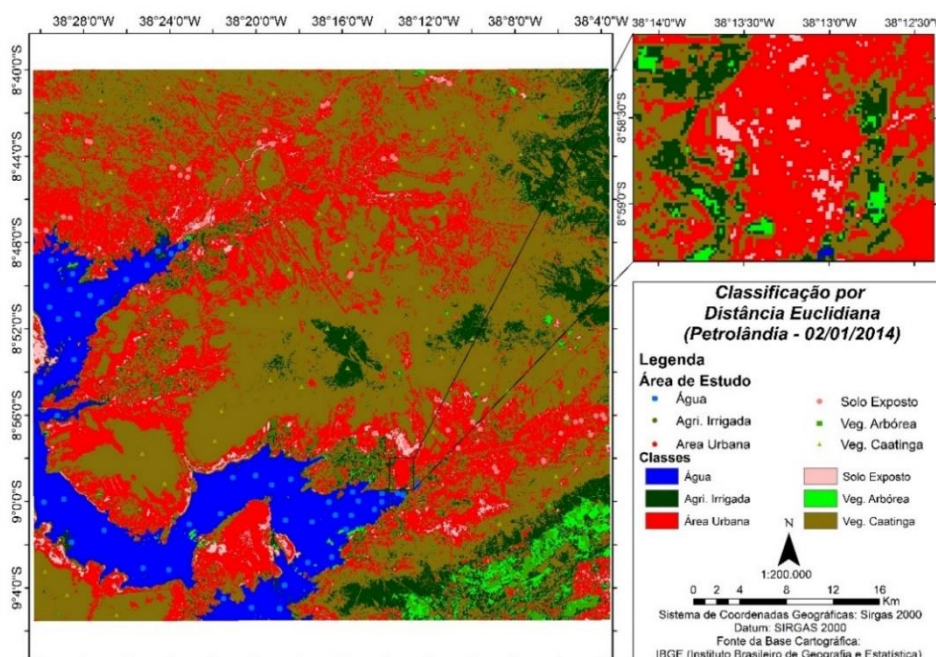 38°28'0"W 38°24'0"W 38°20'0"W 38°16'0"W 38°12'0"W 38°8'0"W 38°4'0"W
38°14'0"W 38°13'30"W 38°13'0"W 38°12'30"W
8°40'0"S
8°44'0"S
8°48'0"S
8°52'0"S
8°56'0"S
9°0'0"S
9°4'0"S
8°58'30"S
8°59'0"S
Classificação por
Distância Euclidiana
(Petrolândia - 02/01/2014)
Legenda
Área de Estudo
Água
Agri. Irrigada
Area Urbana
Solo Exposto
Veg. Arbórea
Veg. Caatinga
Classes
Água
Agri. Irrigada
Área Urbana
Solo Exposto
Veg. Arbórea
Veg. Caatinga
N
1:200.000
0 2 4 8 12 16
Km
Sistema de Coordenadas Geográficas: Sirgas 2000
Datum: SIRGAS 2000
Fonte da Base Cartográfica:
IBGE (Instituto Brasileiro de Geografia e Estatística)